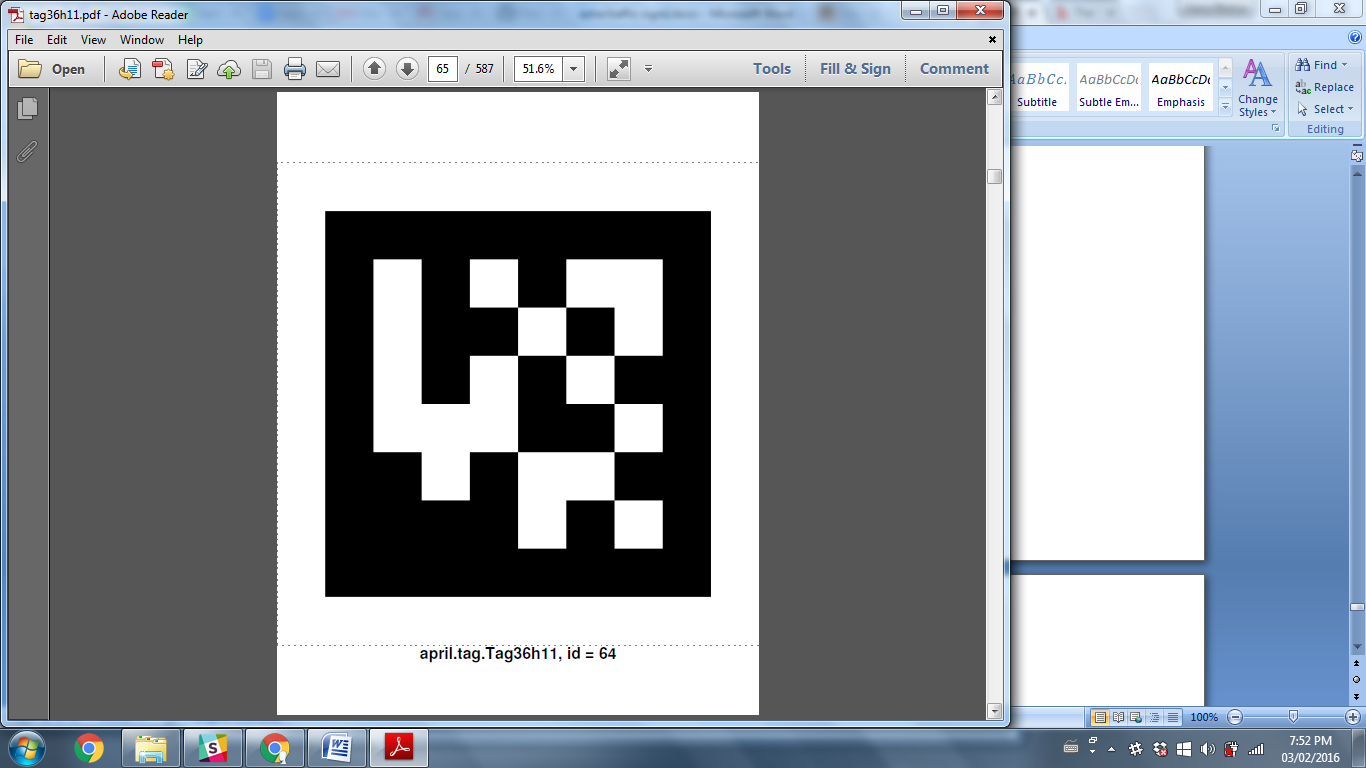 tag36h11.pdf - Adobe Reader
File Edit View Window Help
Open 65 / 587 51.6% Tools Fill & Sign Comment
AaBbCc. AaBbCcDc AaBbCcDc
Subtitle Subtle Em... Emphasis
Change Styles
Find
Replace
Select
Editing
april.tag.Tag36h11, id = 64
100%
7:52 PM
03/02/2016